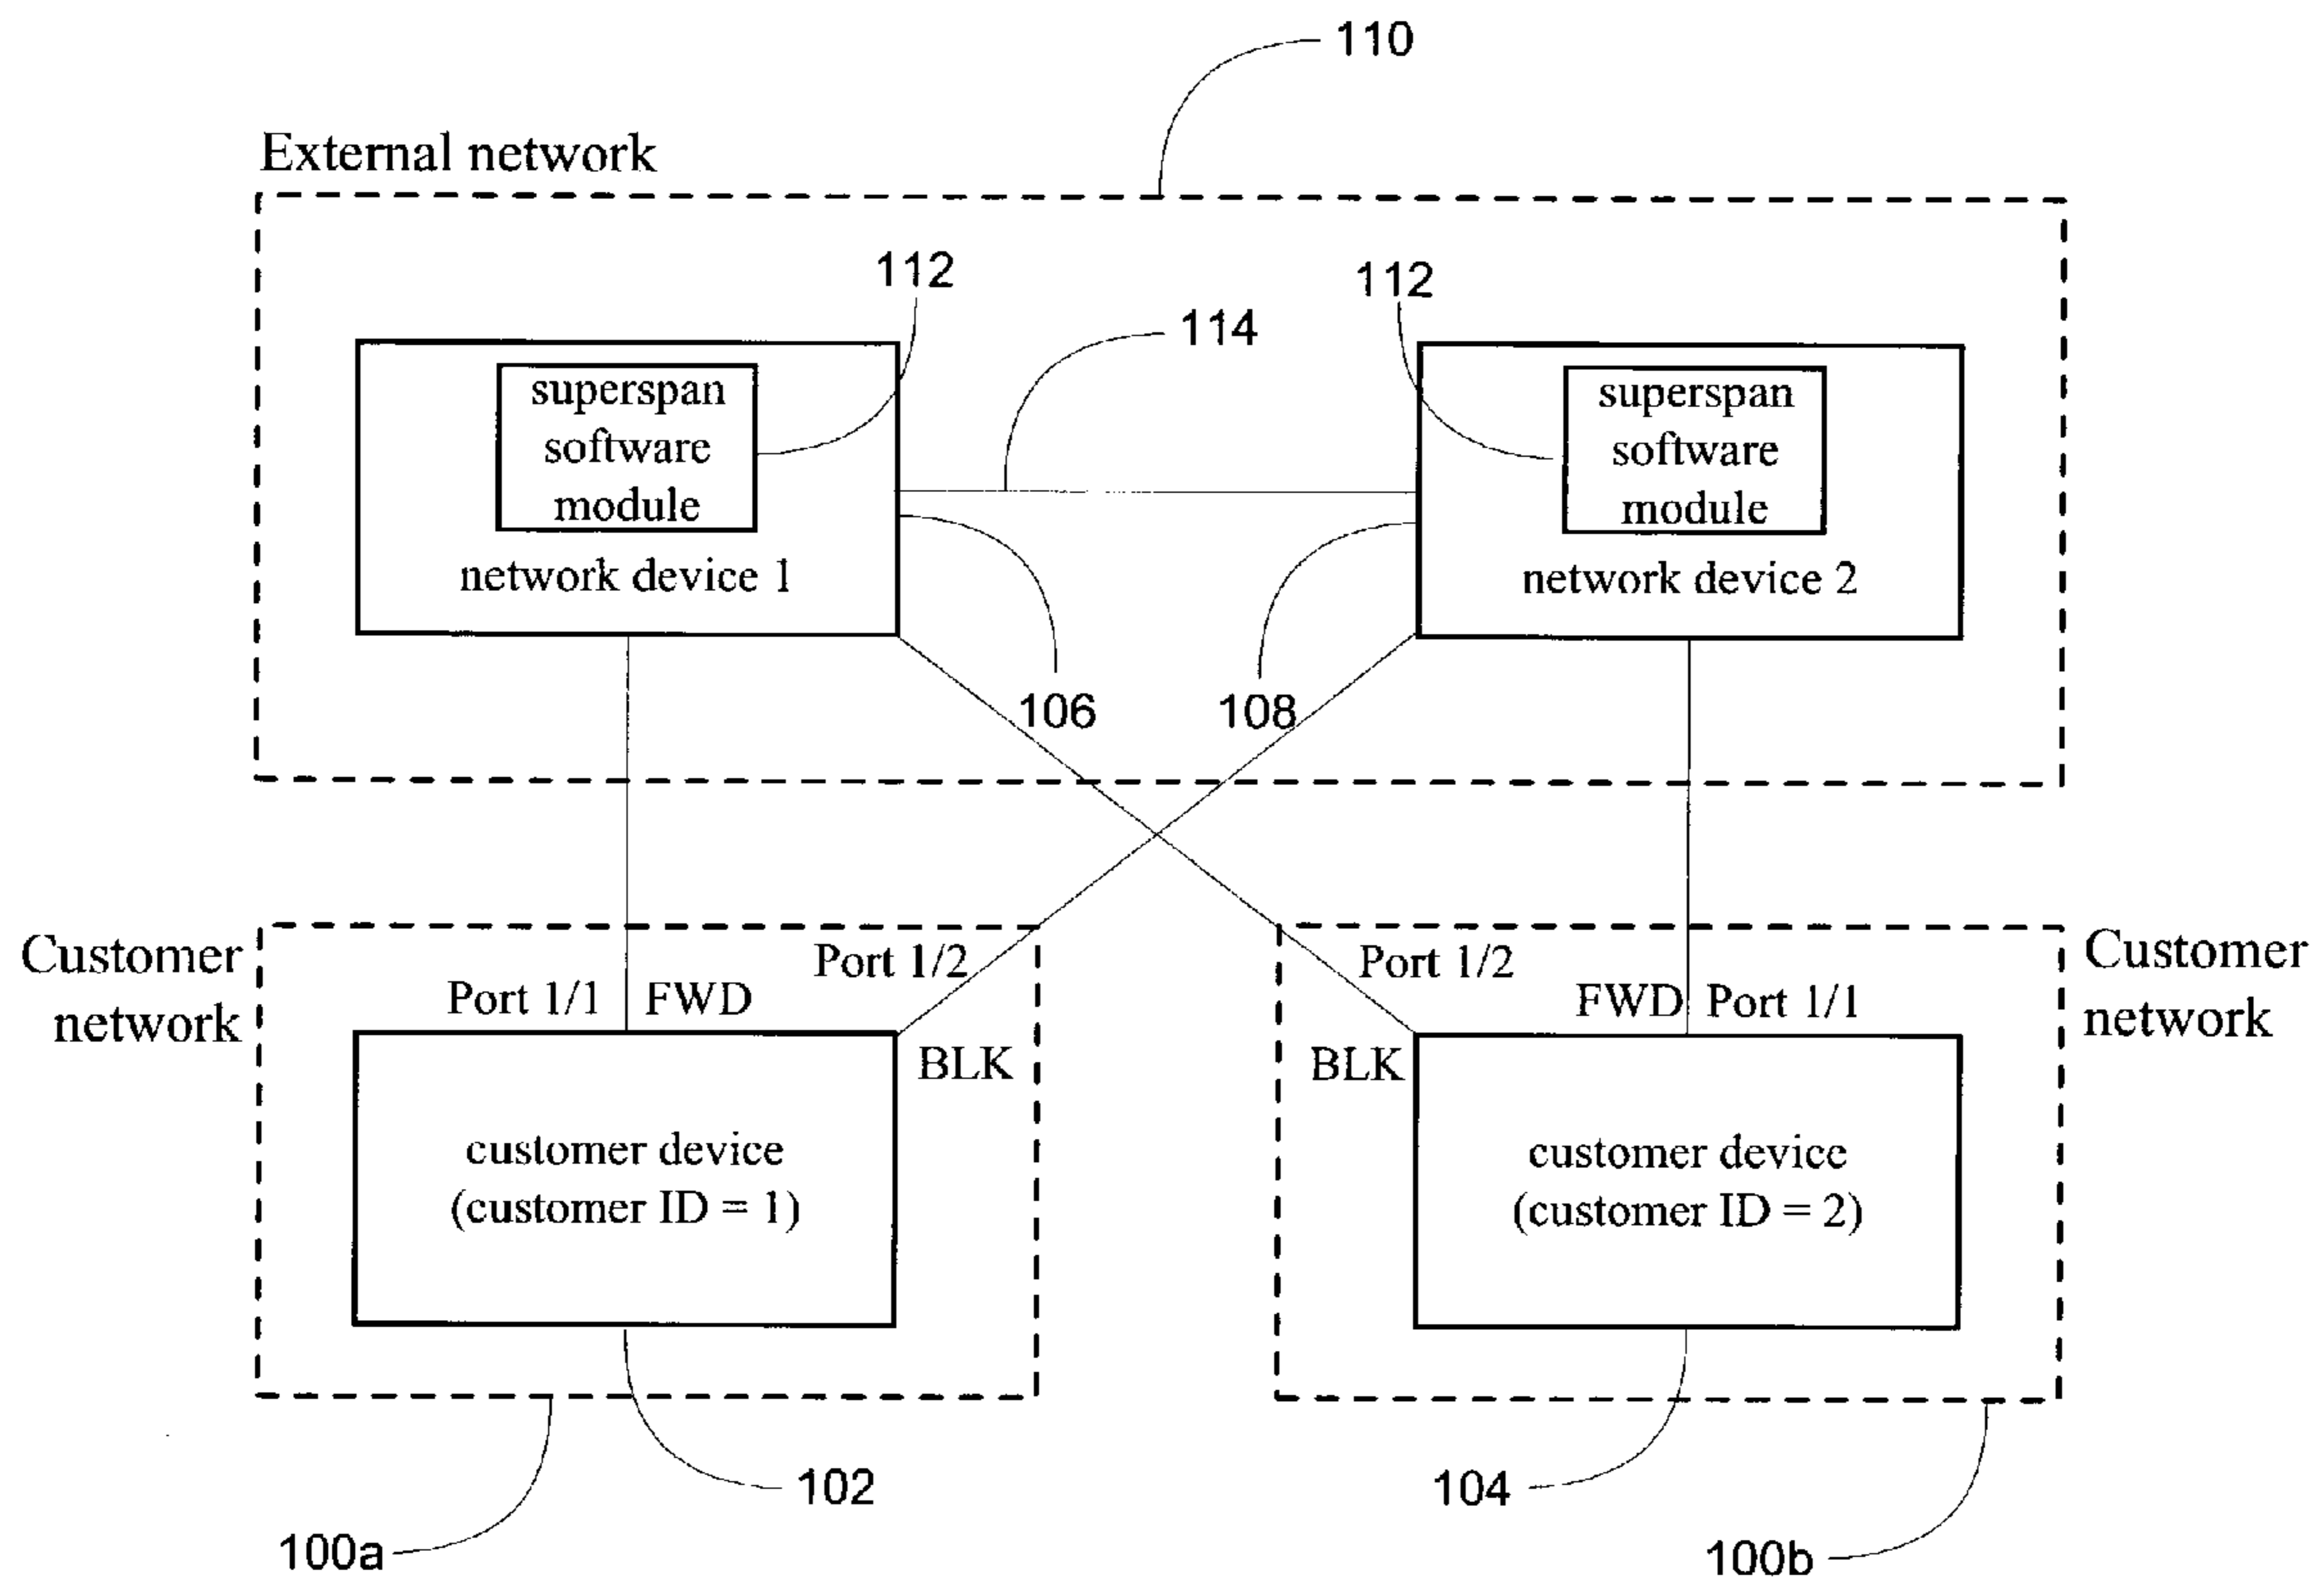 110
External network
112
112
114
superspan
software
module
network device 1
superspan
software
module
network device 2
106
108
Customer
network
Port 1/1
FWD
Port 1/2
BLK
Port 1/2
BLK
FWD
Port 1/1
Customer
network
customer device
(customer ID = 1)
customer device
(customer ID = 2)
102
104
100a
100b